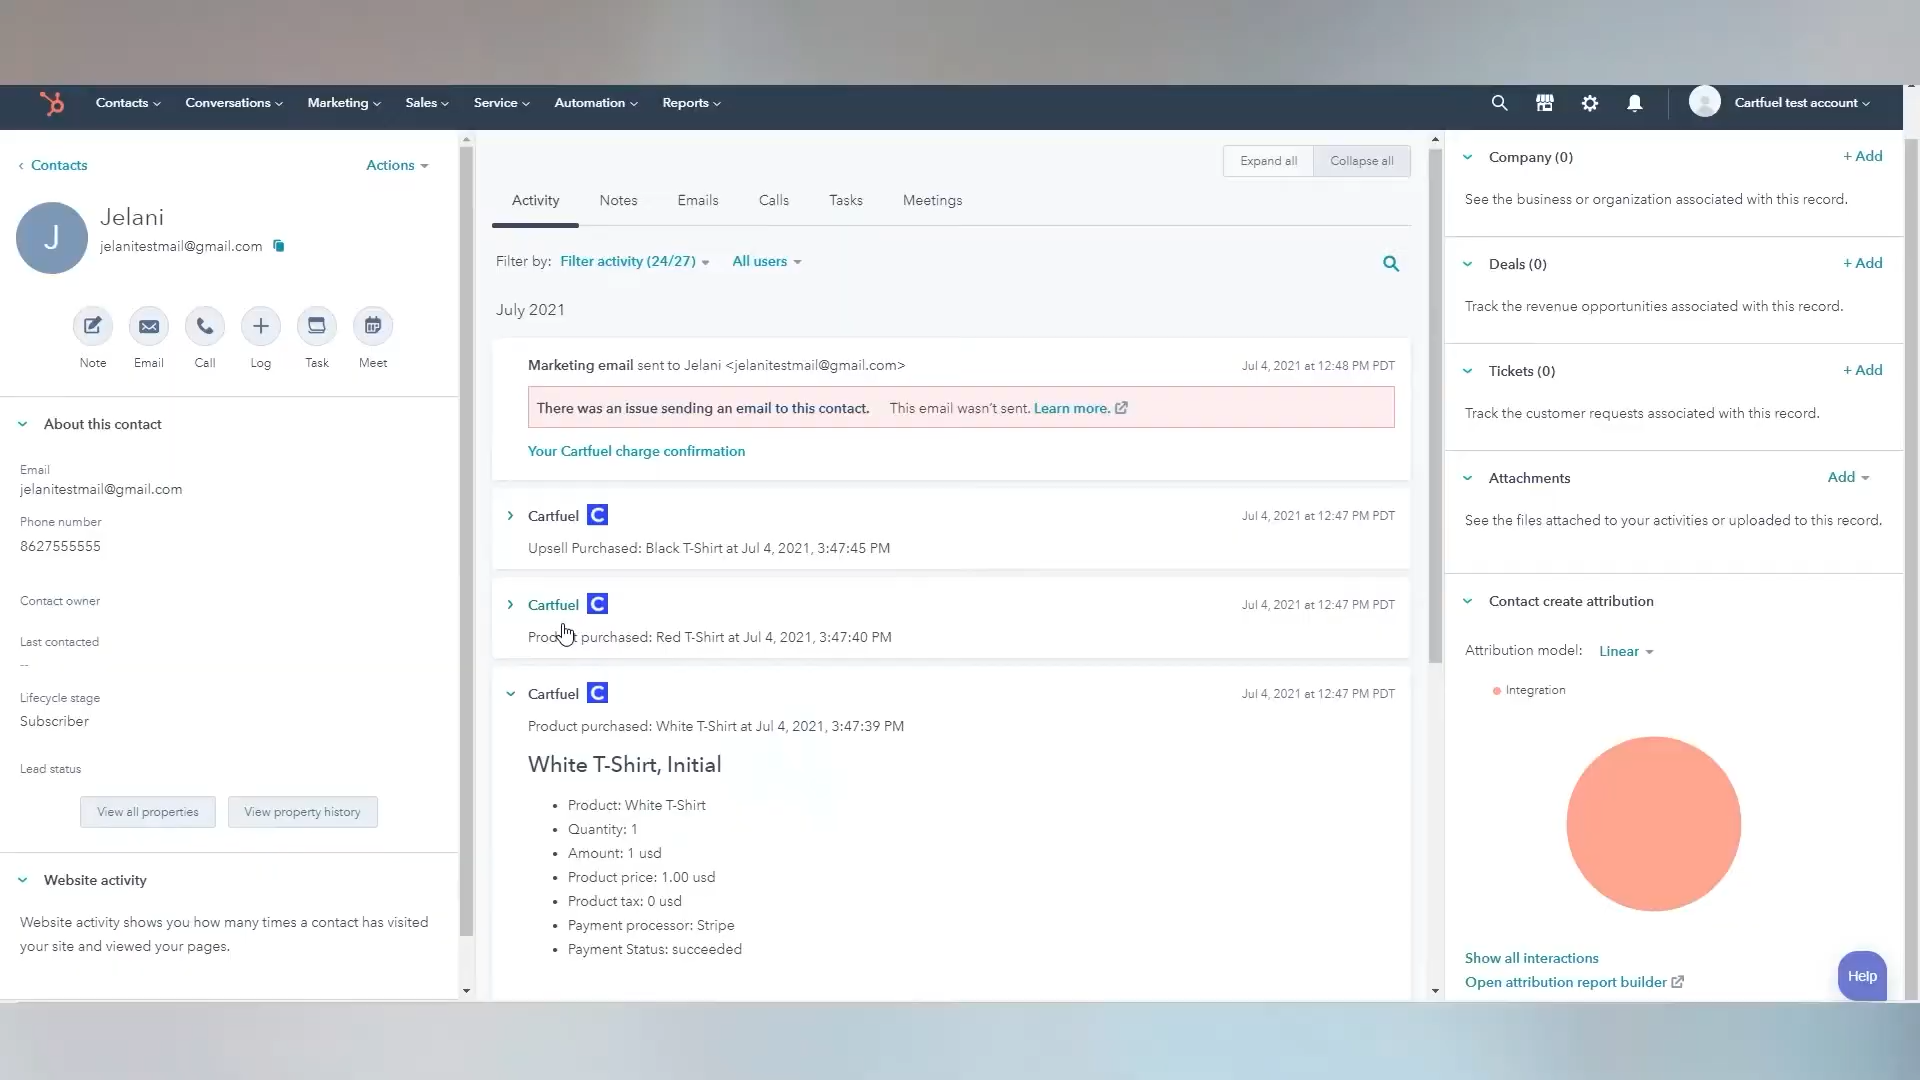 Contacts
Conversations
Marketing
Sales
Service
Automation
Reports
Cartfuel test account
Contacts
Actions
J
Jelani
jelanitestmail@gmail.com
Note
Email
Call
Log
Task
Meet
About this contact
Email
jelanitestmail@gmail.com
Phone number
8627555555
Contact owner
Last contacted
--
Lifecycle stage
Subscriber
Lead status
View all properties
View property history
Website activity
Website activity shows you how many times a contact has visited
your site and viewed your pages.
Expand all
Collapse all
Activity
Notes
Emails
Calls
Tasks
Meetings
Filter by: Filter activity (24/27) All users
July 2021
Marketing email sent to Jelani <jelanitestmail@gmail.com>
Jul 4, 2021 at 12:48 PM PDT
There was an issue sending an email to this contact. This email wasn't sent. Learn more.
Your Cartfuel charge confirmation
Cartfuel C
Jul 4, 2021 at 12:47 PM PDT
Upsell Purchased: Black T-Shirt at Jul 4, 2021, 3:47:45 PM
Cartfuel C
Jul 4, 2021 at 12:47 PM PDT
Product purchased: Red T-Shirt at Jul 4, 2021, 3:47:40 PM
Cartfuel C
Jul 4, 2021 at 12:47 PM PDT
Product purchased: White T-Shirt at Jul 4, 2021, 3:47:39 PM
White T-Shirt, Initial
• Product: White T-Shirt
• Quantity: 1
• Amount: 1 usd
• Product price: 1.00 usd
• Product tax: 0 usd
• Payment processor: Stripe
• Payment Status: succeeded
Company (0)
+ Add
See the business or organization associated with this record.
Deals (0)
+ Add
Track the revenue opportunities associated with this record.
Tickets (0)
+ Add
Track the customer requests associated with this record.
Attachments
Add
See the files attached to your activities or uploaded to this record.
Contact create attribution
Attribution model: Linear
Integration
Show all interactions
Open attribution report builder
Help